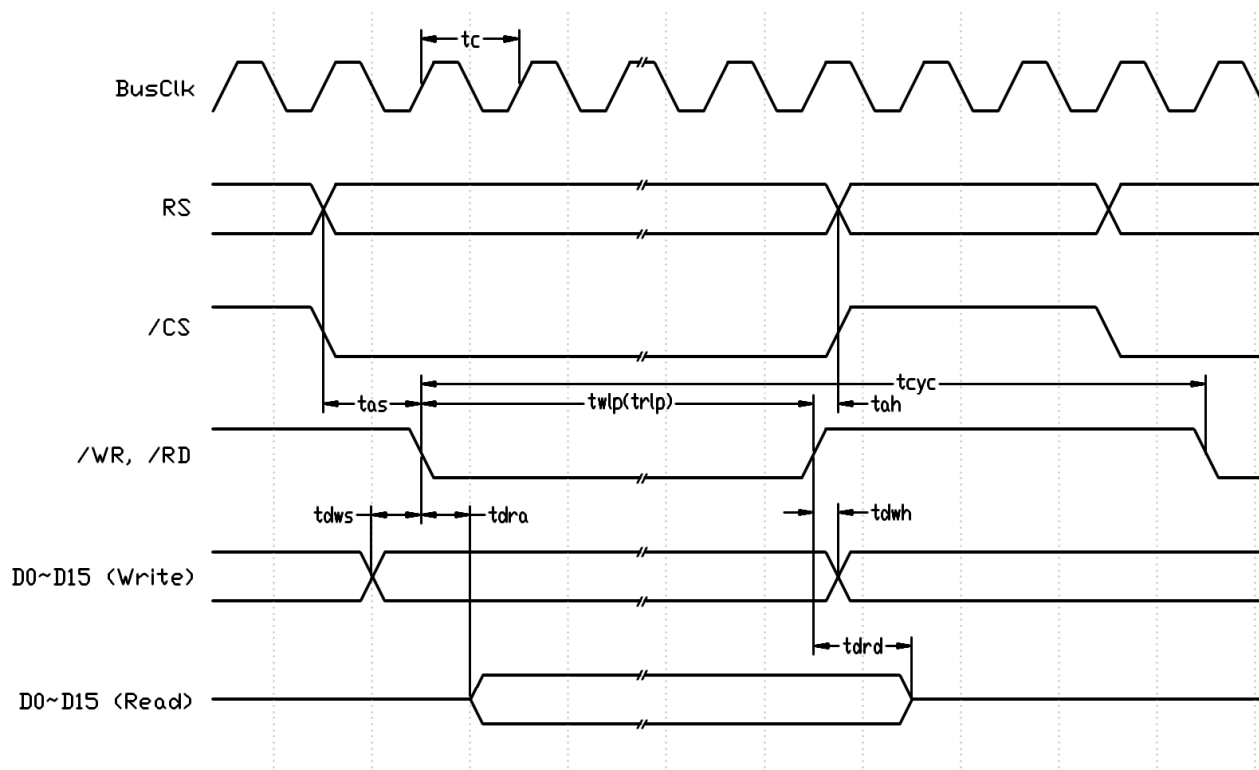 tc
BusClk
RS
/CS
tcyc
tas
twlp(trlp)
tah
/WR, /RD
tdws
tdra
tdwh
D0~D15 (Write)
tdrd
D0~D15 (Read)